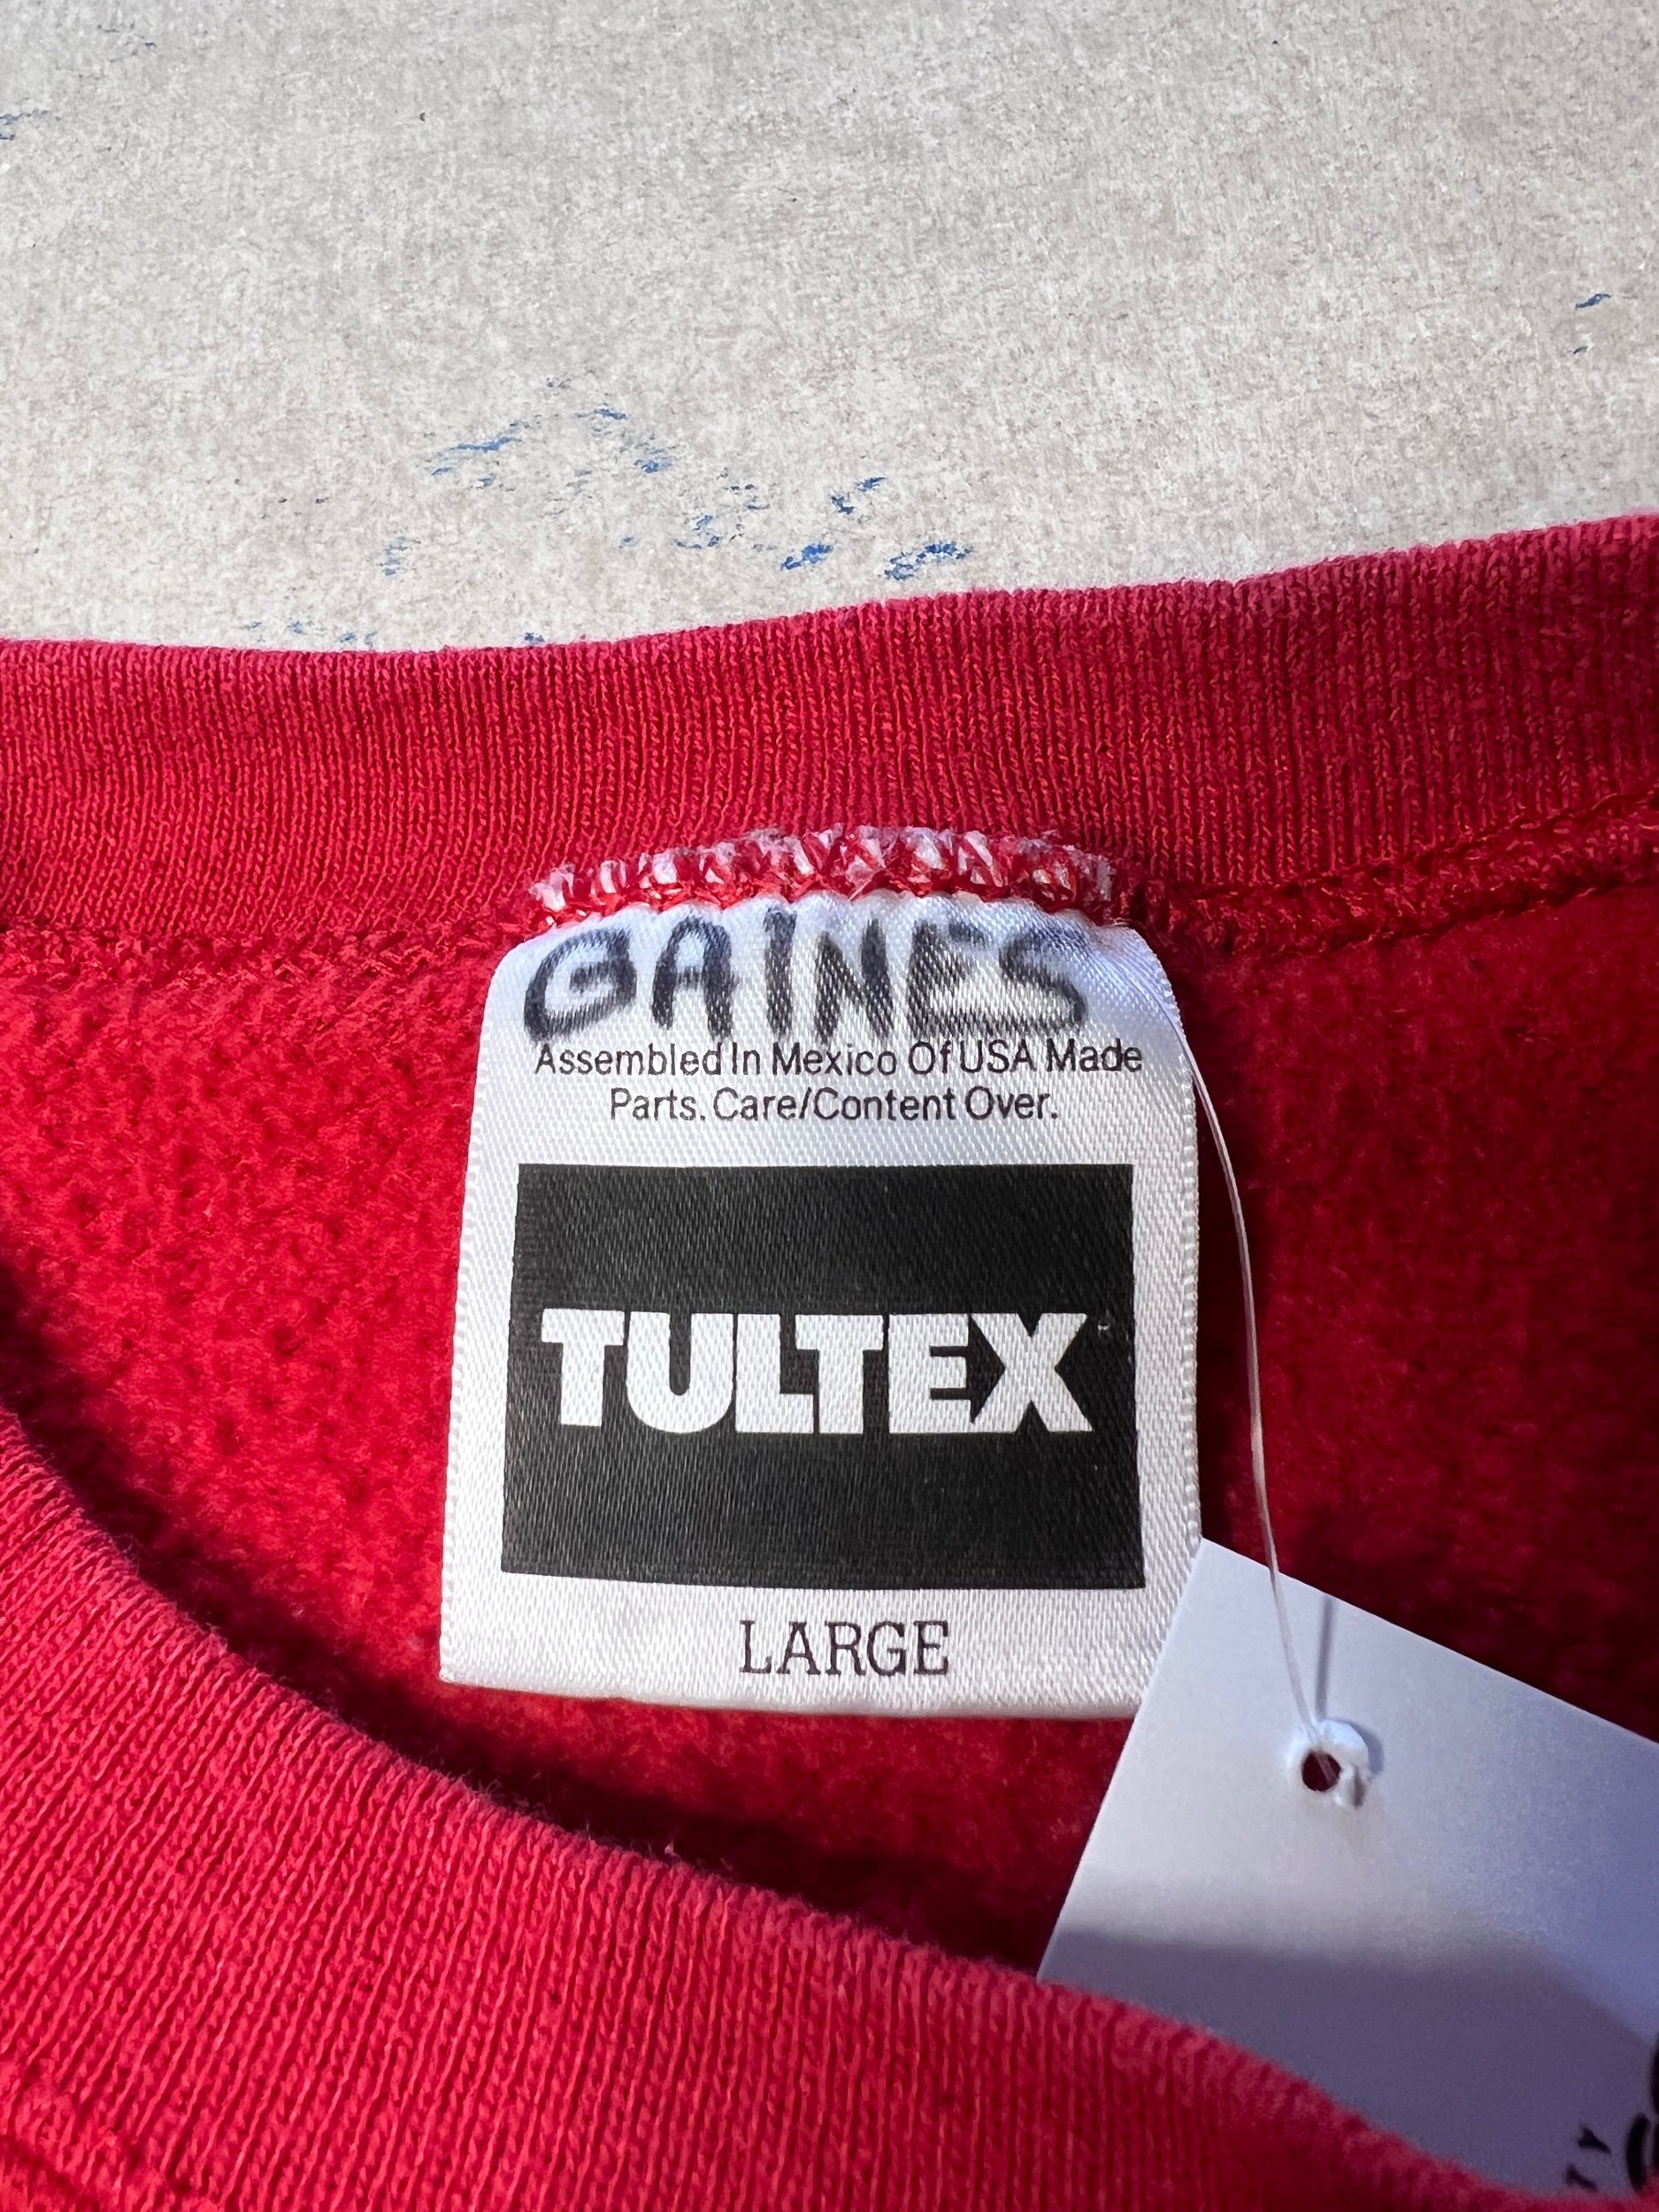 GAINES
Assembled In Mexico Of USA Made
Parts. Care/Content Over.
TULTEX
LARGE